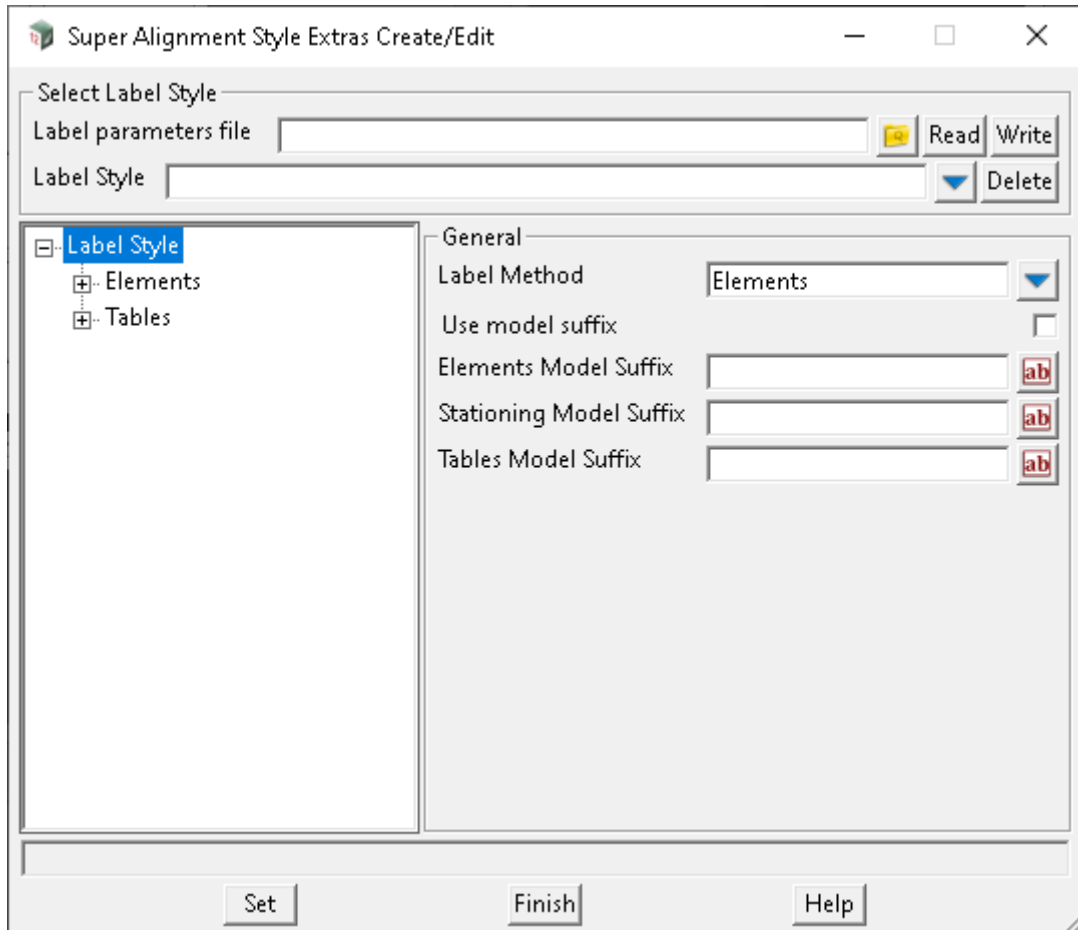 Super Alignment Style Extras Create/Edit
Select Label Style
Label parameters file Read Write
Label Style Delete
Label Style
Elements
Tables
General
Label Method Elements
Use model suffix
Elements Model Suffix ab
Stationing Model Suffix ab
Tables Model Suffix ab
Set Finish Help